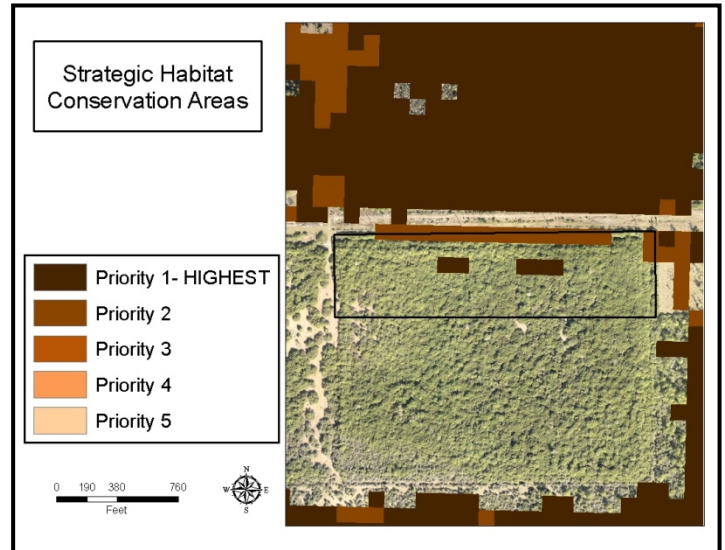 Strategic Habitat
Conservation Areas
Priority 1- HIGHEST
Priority 2
Priority 3
Priority 4
Priority 5
0 190 380 760
Feet
N
W E
S